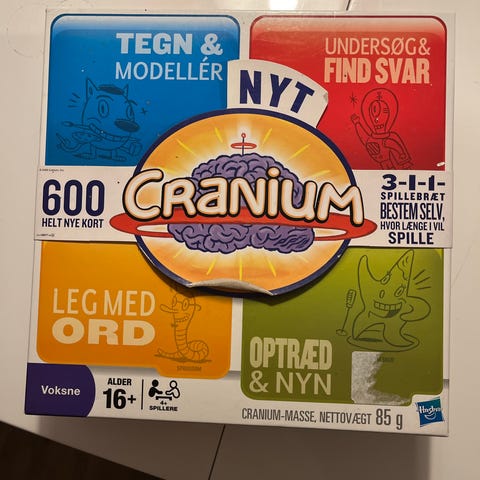 TEGN &
MODELLÉR
UNDERSØG &
FIND SVAR
NYT
600
HELT NYE KORT
CRANIUM
3-I-1-
SPILLEBRÆT
BESTEM SELV,
HVOR LÆNGE I VIL
SPILLE
LEG MED
ORD
OPTRÆD
& NYN
Voksne
ALDER
16+
4+
SPILLERE
CRANIUM-MASSE, NETTOVÆGT 85 g
Hasbro